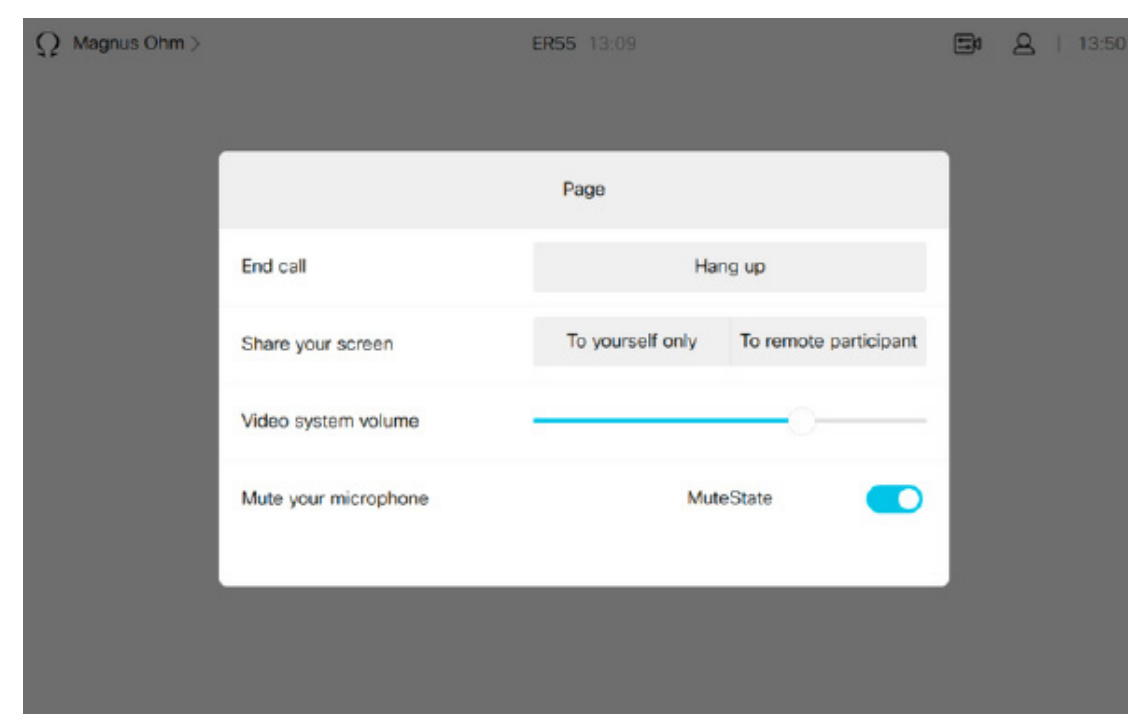 Magnus Ohm > ER55 13:09 13:50
Page
End call Hang up
Share your screen To yourself only To remote participant
Video system volume
Mute your microphone MuteState